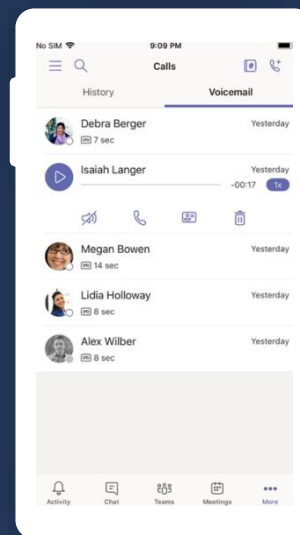 No SIM 9:09 PM
Calls
History Voicemail
Debra Berger Yesterday
7 sec
Isaiah Langer Yesterday
-00:17 1x
Megan Bowen Yesterday
14 sec
Lidia Holloway Yesterday
8 sec
Alex Wilber Yesterday
8 sec
Activity Chat Teams Meetings More